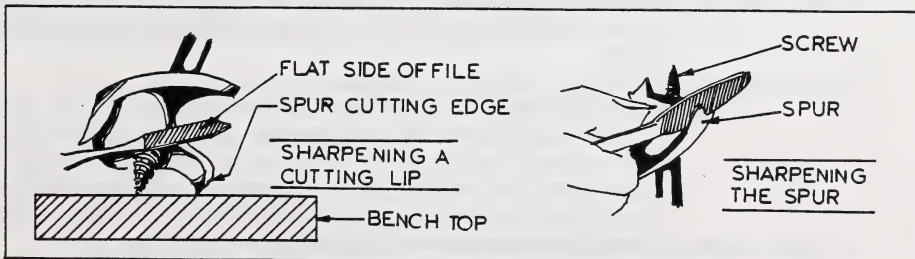 FLAT SIDE OF FILE
SPUR CUTTING EDGE
SHARPENING A
CUTTING LIP
BENCH TOP
SCREW
SPUR
SHARPENING
THE SPUR